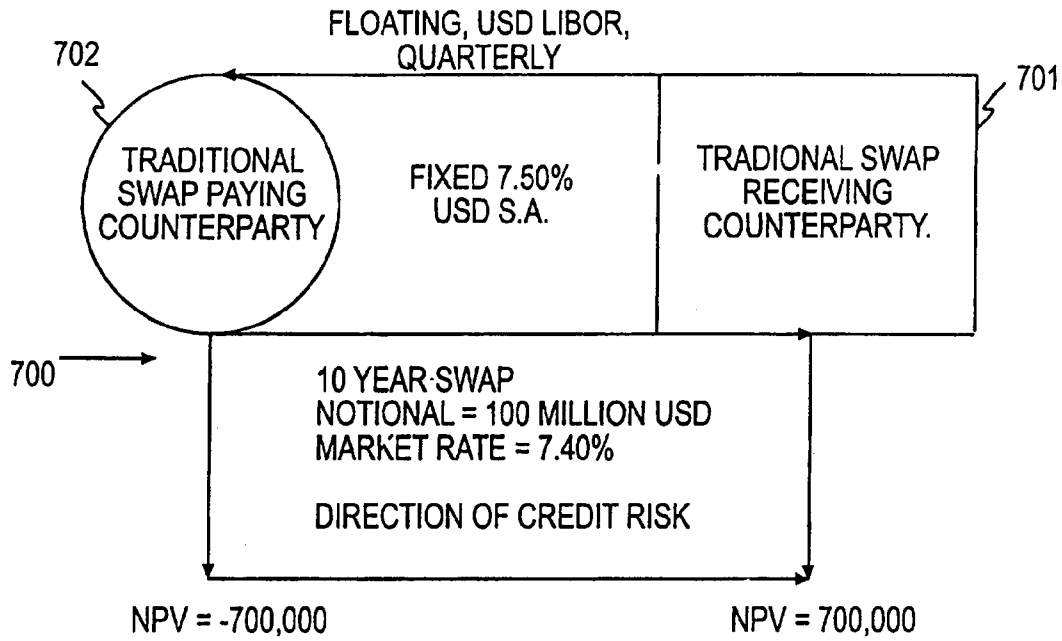 FLOATING, USD LIBOR,
QUARTERLY
702
701
TRADITIONAL
SWAP PAYING
COUNTERPARTY
FIXED 7.50%
USD S.A.
TRADIONAL SWAP
RECEIVING
COUNTERPARTY.
700
10 YEAR SWAP
NOTIONAL = 100 MILLION USD
MARKET RATE = 7.40%
DIRECTION OF CREDIT RISK
NPV = -700,000
NPV = 700,000